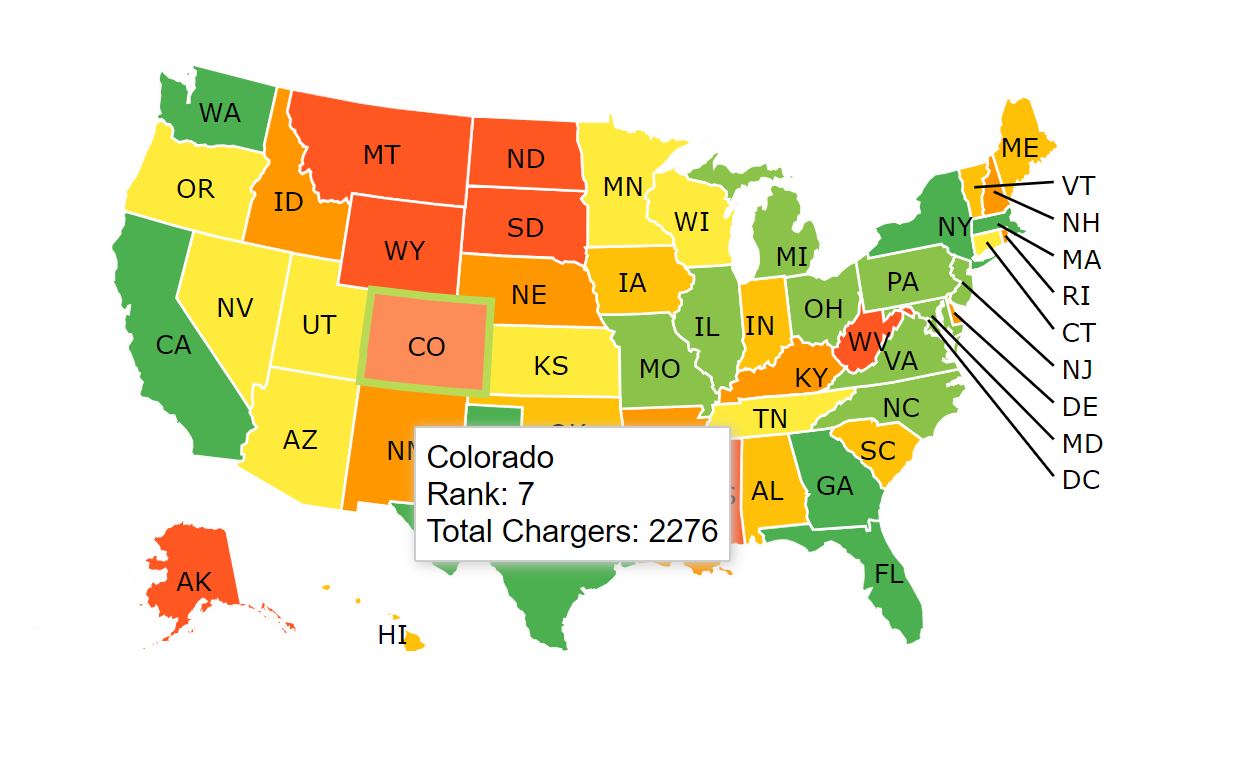 WA
MT
ND
MN
ME
VT
OR
ID
SD
WI
NH
WY
NY
MA
MI
IA
PA
NE
RI
NV
OH
UT
IL
IN
CT
CA
CO
KS
MO
WV
VA
KY
NJ
NC
DE
TN
AZ
SC
MD
AL
GA
DC
Colorado
Rank: 7
Total Chargers: 2276
AK
FL
HI